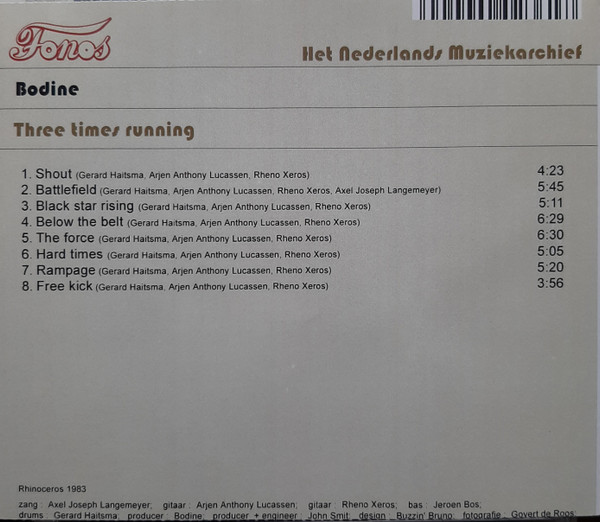 Fonos
Het Nederlands Muziekarchief
Bodine
Three times running
1. Shout (Gerard Haitsma, Arjen Anthony Lucassen, Rheno Xeros) 4:23
2. Battlefield (Gerard Haitsma, Arjen Anthony Lucassen, Rheno Xeros, Axel Joseph Langemeyer) 5:45
3. Black star rising (Gerard Haitsma, Arjen Anthony Lucassen, Rheno Xeros) 5:11
4. Below the belt (Gerard Haitsma, Arjen Anthony Lucassen, Rheno Xeros) 6:29
5. The force (Gerard Haitsma, Arjen Anthony Lucassen, Rheno Xeros) 6:30
6. Hard times (Gerard Haitsma, Arjen Anthony Lucassen, Rheno Xeros) 5:05
7. Rampage (Gerard Haitsma, Arjen Anthony Lucassen, Rheno Xeros) 5:20
8. Free kick (Gerard Haitsma, Arjen Anthony Lucassen, Rheno Xeros) 3:56
Rhinoceros 1983
zang : Axel Joseph Langemeyer; gitaar : Arjen Anthony Lucassen; gitaar : Rheno Xeros; bas : Jeroen Bos;
drums : Gerard Haitsma; producer : Bodine; producer + engineer : John Smit; design : Buzzin' Bruno; fotografie : Govert de Roos;